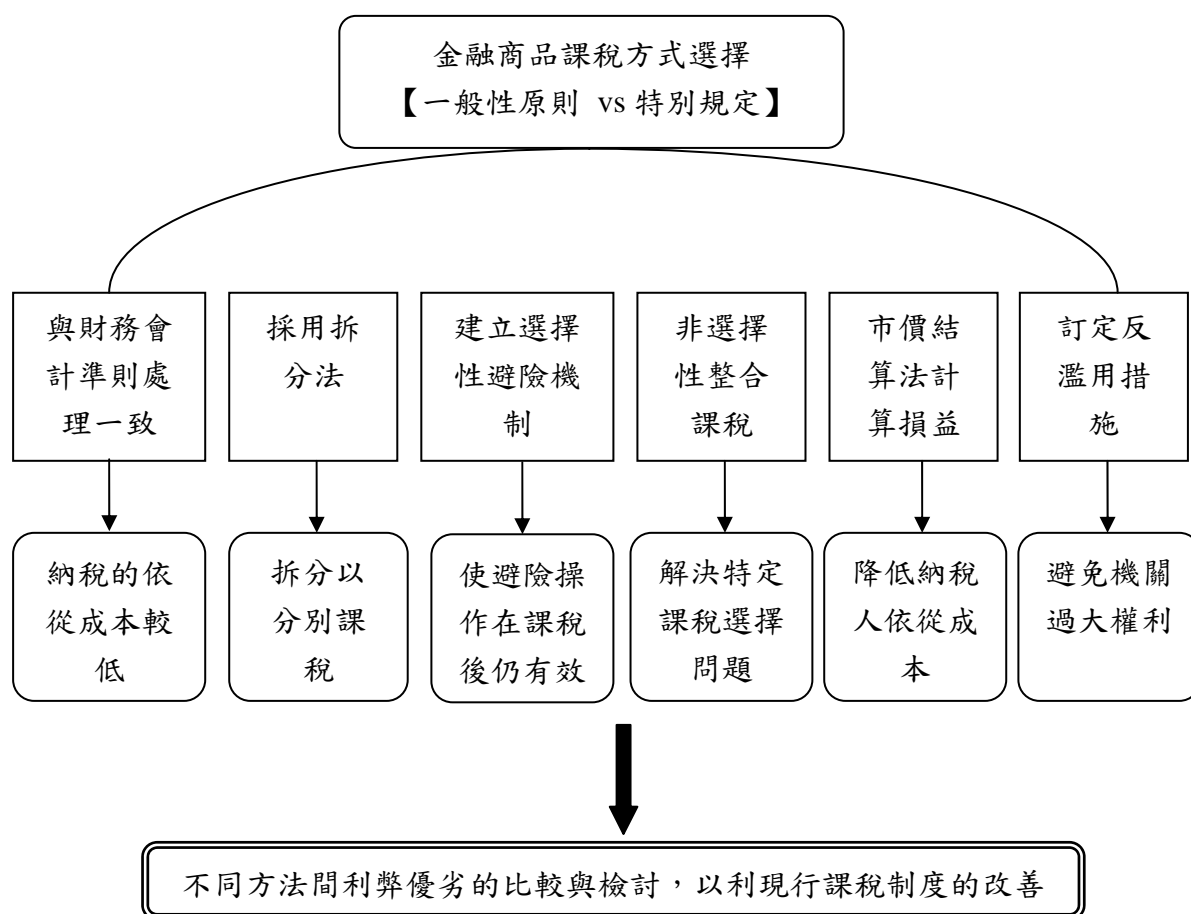 金融商品課稅方式選擇
【一般性原則 vs 特別規定】
與財務會
計準則處
理一致
採用拆
分法
建立選擇
性避險機
制
非選擇
性整合
課稅
市價結
算法計
算損益
訂定反
濫用措
施
納稅的依
從成本較
低
拆分以
分別課
稅
使避險操
作在課稅
後仍有效
解決特定
課稅選擇
問題
降低納稅
人依從成
本
避免機關
過大權利
不同方法間利弊優劣的比較與檢討，以利現行課稅制度的改善